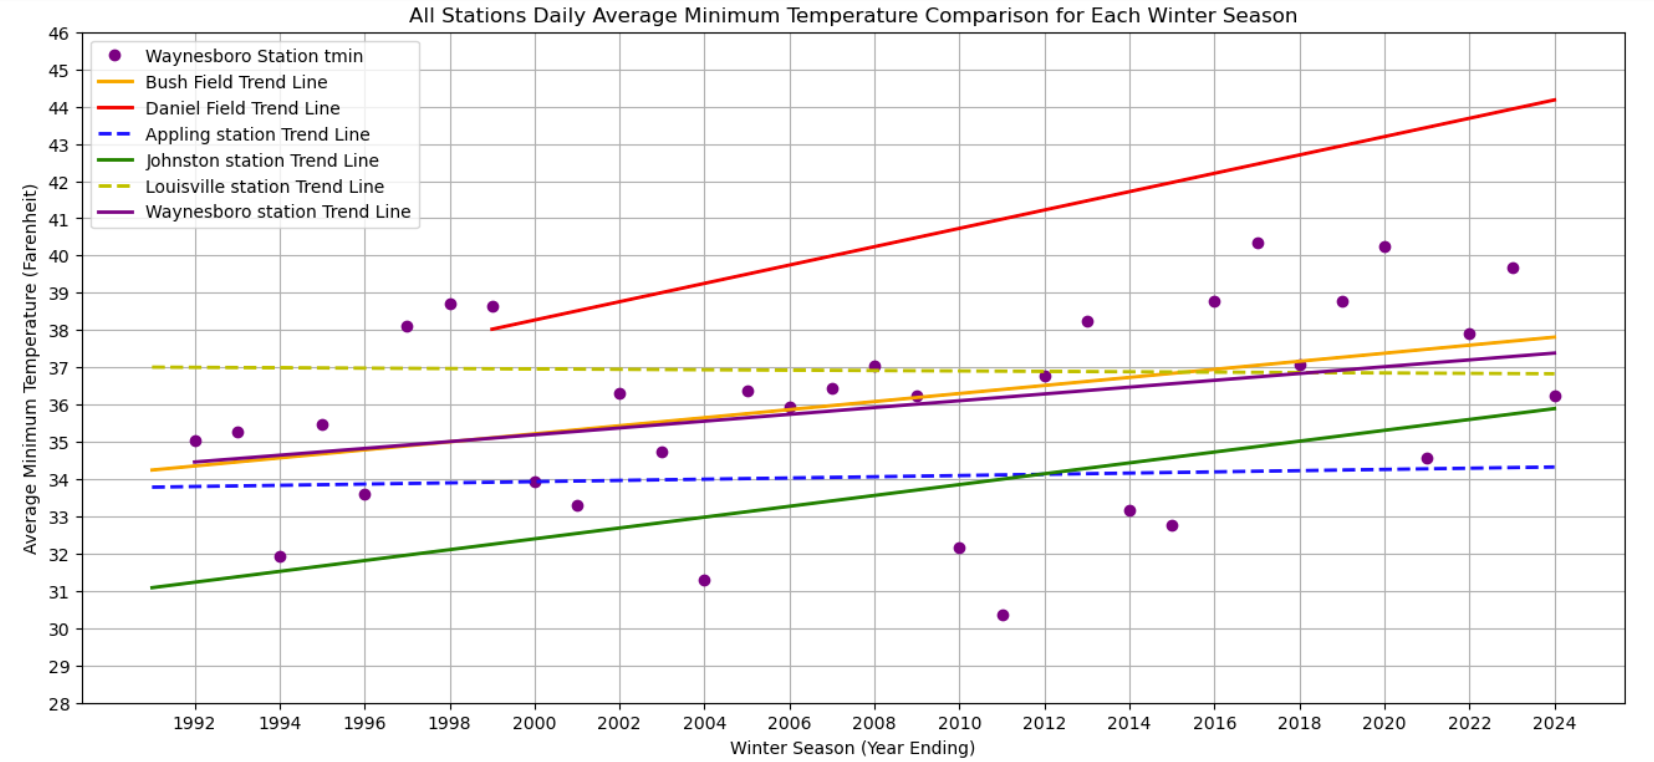 All Stations Daily Average Minimum Temperature Comparison for Each Winter Season
Waynesboro Station tmin
Bush Field Trend Line
Daniel Field Trend Line
Appling station Trend Line
Johnston station Trend Line
Louisville station Trend Line
Waynesboro station Trend Line
Average Minimum Temperature (Farenheit)
46
45
44
43
42
41
40
39
38
37
36
35
34
33
32
31
30
29
28
1992 1994 1996 1998 2000 2002 2004 2006 2008 2010 2012 2014 2016 2018 2020 2022 2024
Winter Season (Year Ending)